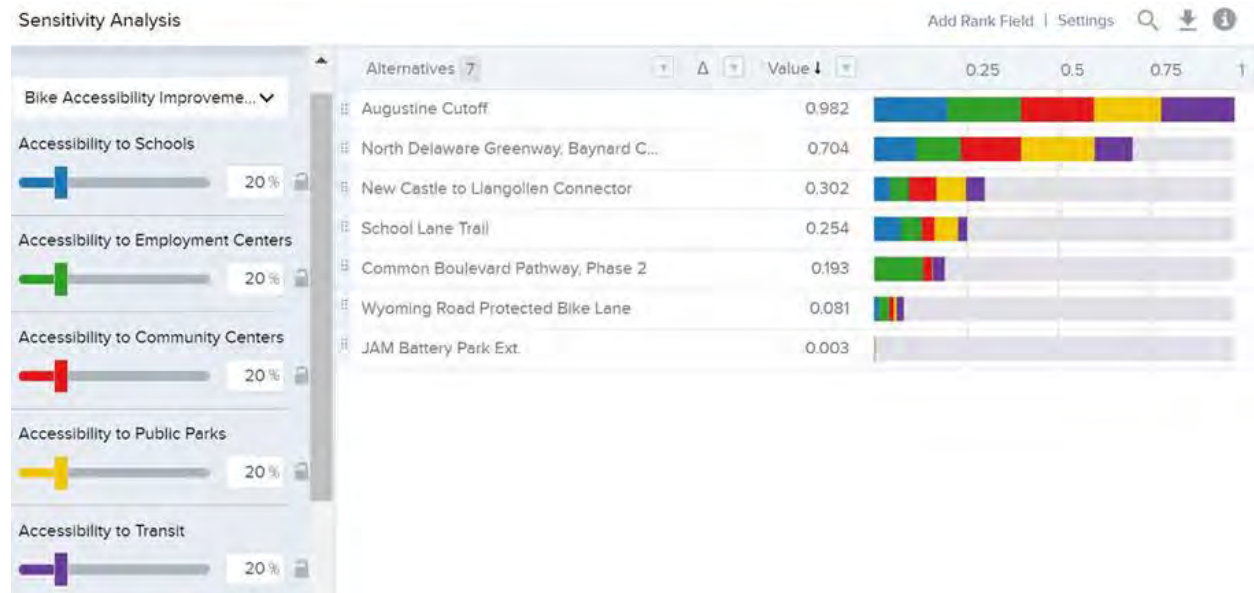 Sensitivity Analysis
Add Rank Field | Settings
Bike Accessibility Improveme...
Accessibility to Schools
20 %
Accessibility to Employment Centers
20 %
Accessibility to Community Centers
20 %
Accessibility to Public Parks
20 %
Accessibility to Transit
20 %
Alternatives 7 Δ Value ↓ 0.25 0.5 0.75 1
Augustine Cutoff 0.982
North Delaware Greenway, Baynard C... 0.704
New Castle to Llangollen Connector 0.302
School Lane Trail 0.254
Common Boulevard Pathway, Phase 2 0.193
Wyoming Road Protected Bike Lane 0.081
JAM Battery Park Ext. 0.003